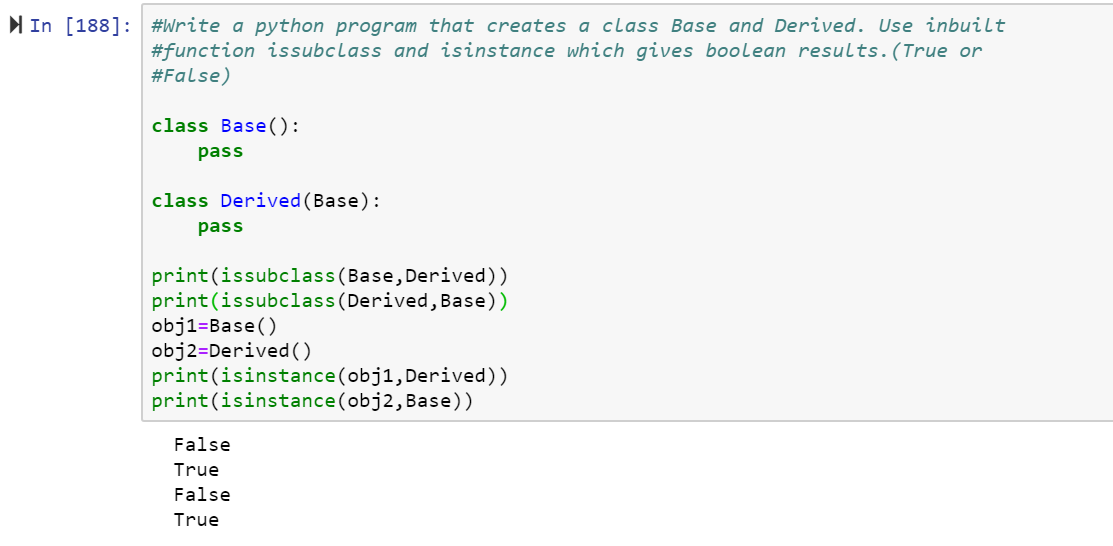 In [188]:
#Write a python program that creates a class Base and Derived. Use inbuilt
#function issubclass and isinstance which gives boolean results.(True or
#False)
class Base():
    pass
class Derived(Base):
    pass
print(issubclass(Base,Derived))
print(issubclass(Derived,Base))
obj1=Base()
obj2=Derived()
print(isinstance(obj1,Derived))
print(isinstance(obj2,Base))
False
True
False
True